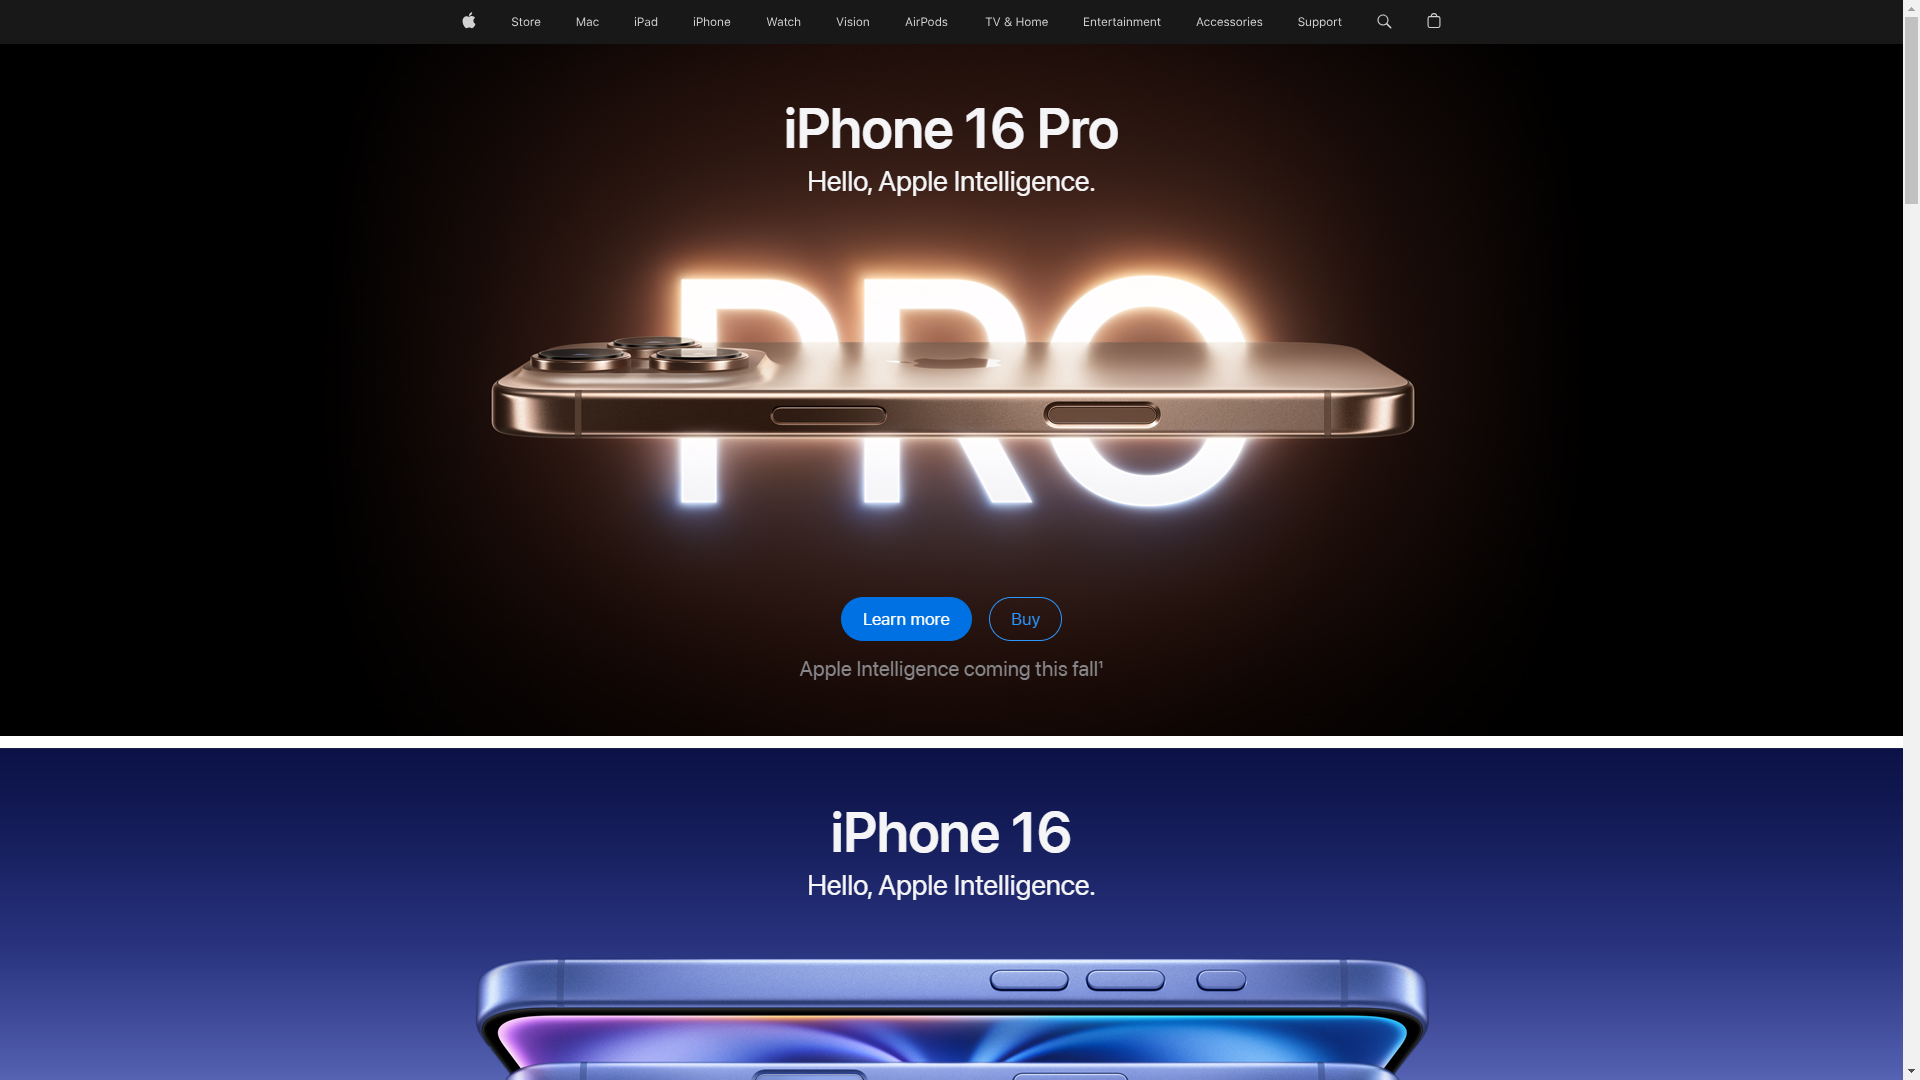 Store Mac iPad iPhone Watch Vision AirPods TV & Home Entertainment Accessories Support
iPhone 16 Pro
Hello, Apple Intelligence.
PRO
Learn more Buy
Apple Intelligence coming this fall¹
iPhone 16
Hello, Apple Intelligence.